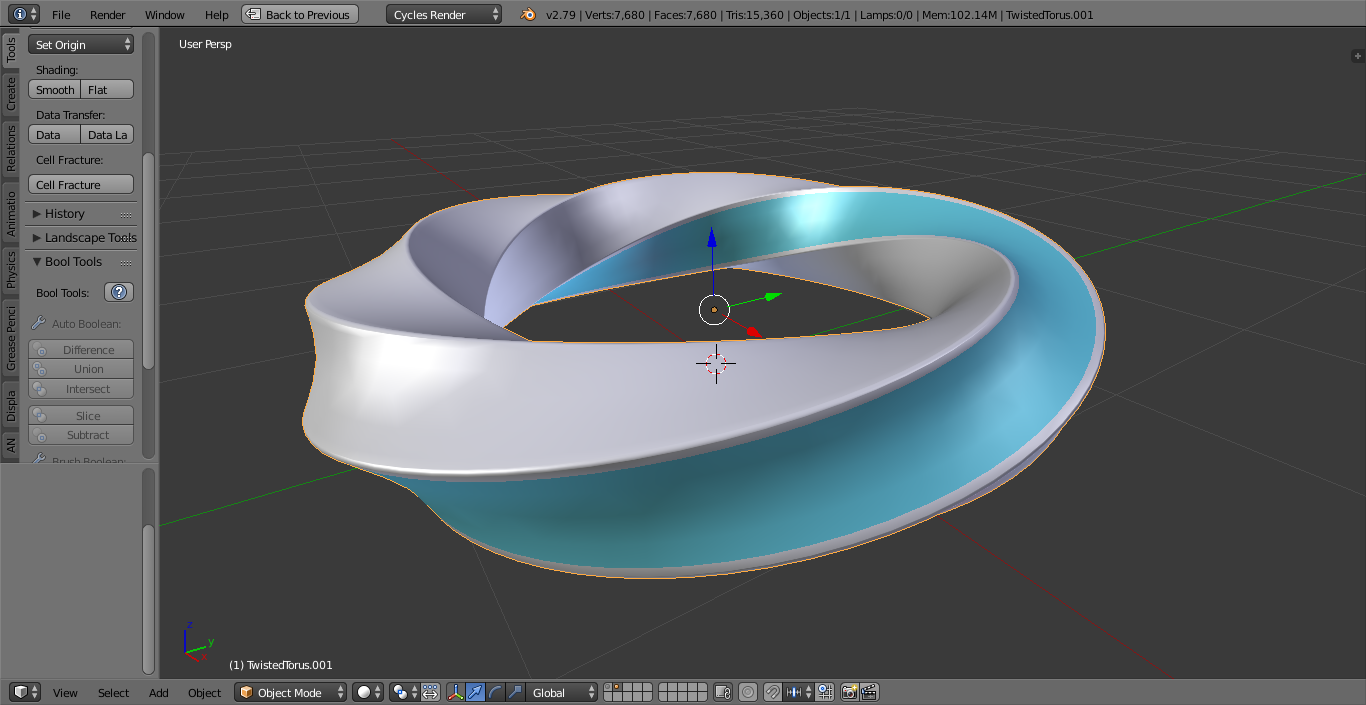 File Render Window Help Back to Previous Cycles Render v2.79 | Verts:7,680 | Faces:7,680 | Tris:15,360 | Objects:1/1 | Lamps:0/0 | Mem:102.14M | TwistedTorus.001
User Persp
Tools
Create
Relations
Animatio
Physics
Grease Penci
Displa
AN
Set Origin
Shading:
Smooth Flat
Data Transfer:
Data Data La
Cell Fracture:
Cell Fracture
History
Landscape Tools
Bool Tools
Bool Tools:
Auto Boolean:
Difference
Union
Intersect
Slice
Subtract
Brush Boolean:
z
y
(1) TwistedTorus.001
View Select Add Object Object Mode Global